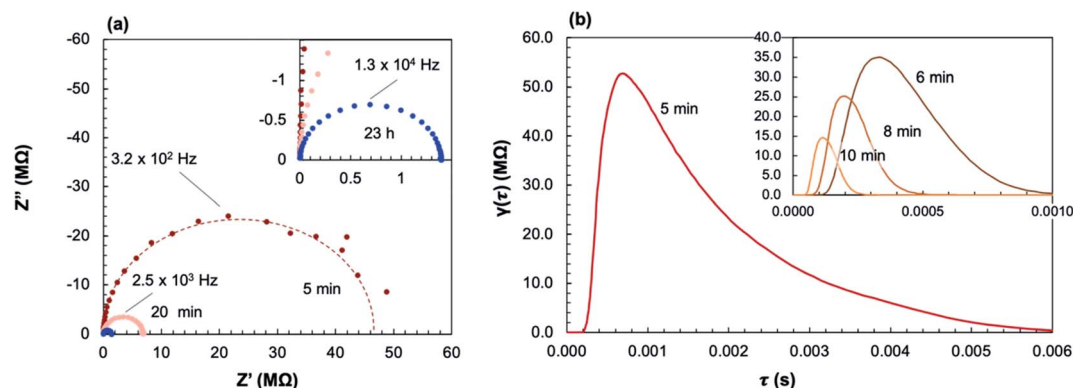 (a)
-60
-50
-40
-30
-20
-10
0
Z'' (MΩ)
0 10 20 30 40 50 60
Z' (MΩ)
3.2 x 10² Hz
2.5 x 10³ Hz
20 min
5 min
-1
-0.5
0
0 0.5 1
1.3 x 10⁴ Hz
23 h
(b)
60.0
50.0
40.0
30.0
20.0
10.0
0.0
γ(τ) (MΩ)
0.000 0.001 0.002 0.003 0.004 0.005 0.006
τ (s)
5 min
40.0
35.0
30.0
25.0
20.0
15.0
10.0
5.0
0.0
0.0000 0.0005 0.0010
6 min
8 min
10 min